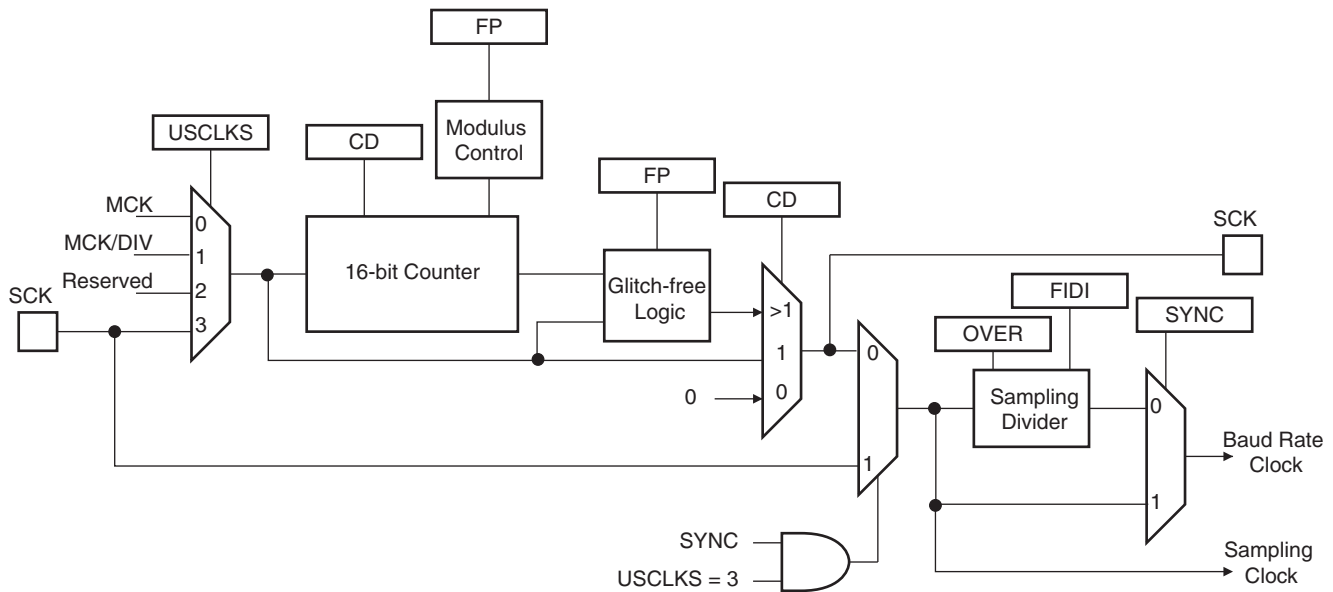 FP
USCLKS
CD
Modulus
Control
FP
CD
MCK
0
MCK/DIV
1
Reserved
2
SCK
3
16-bit Counter
Glitch-free
Logic
>1
1
0
0
SCK
FIDI
SYNC
OVER
0
1
Sampling
Divider
0
1
Baud Rate
Clock
SYNC
USCLKS = 3
Sampling
Clock